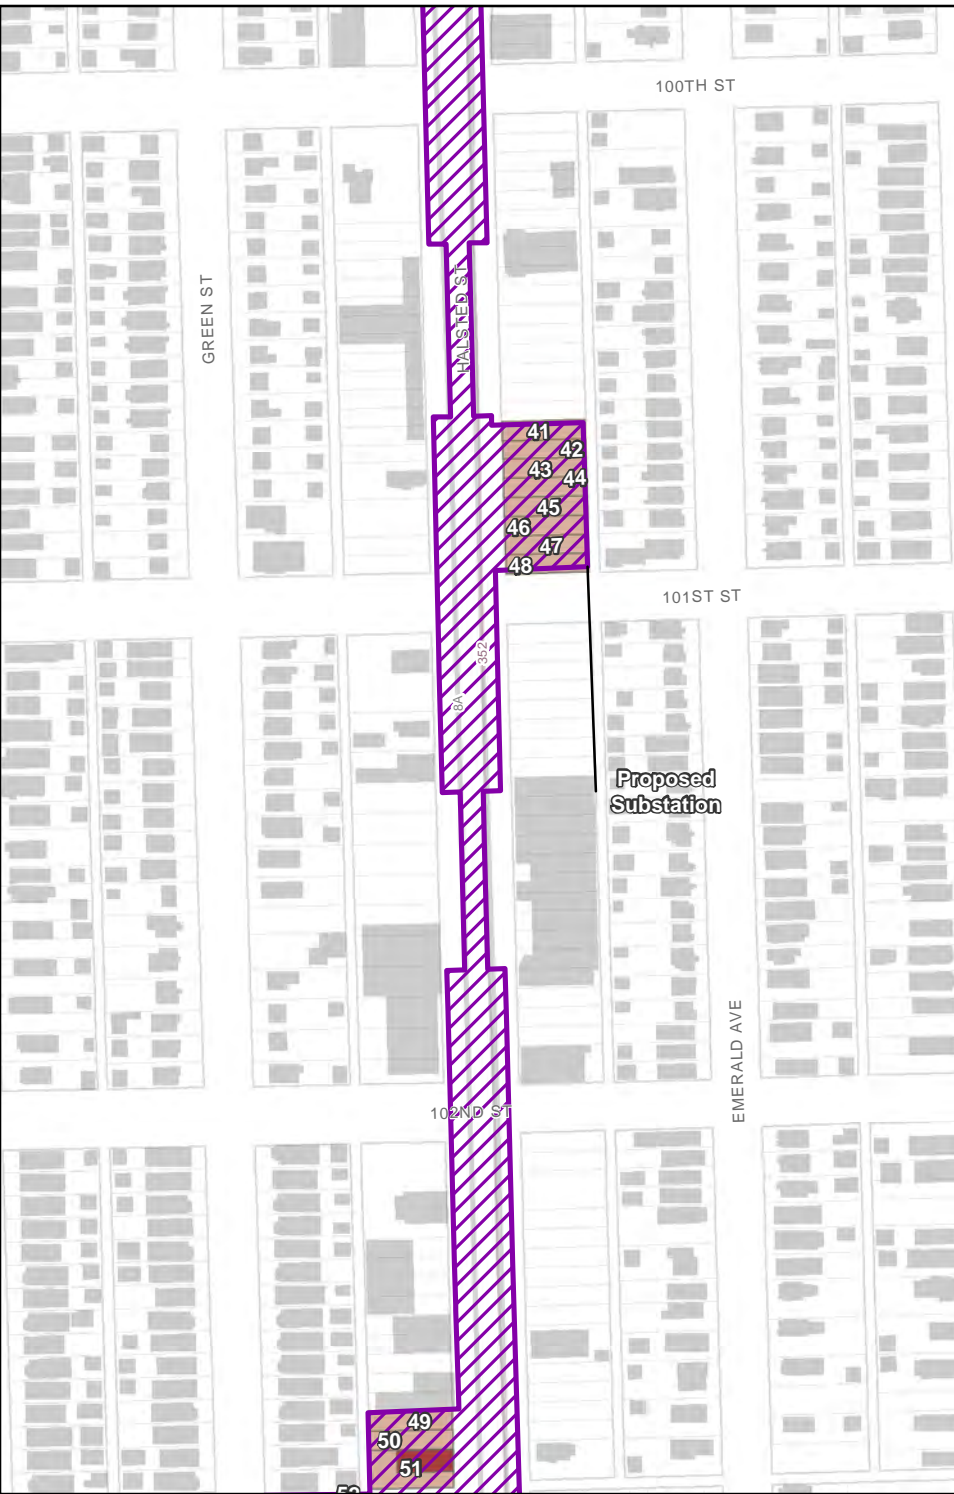 100TH ST
GREEN ST
HALSTED ST
41
42
43
44
45
46
47
48
101ST ST
352
8A
Proposed
Substation
EMERALD AVE
102ND ST
49
50
51